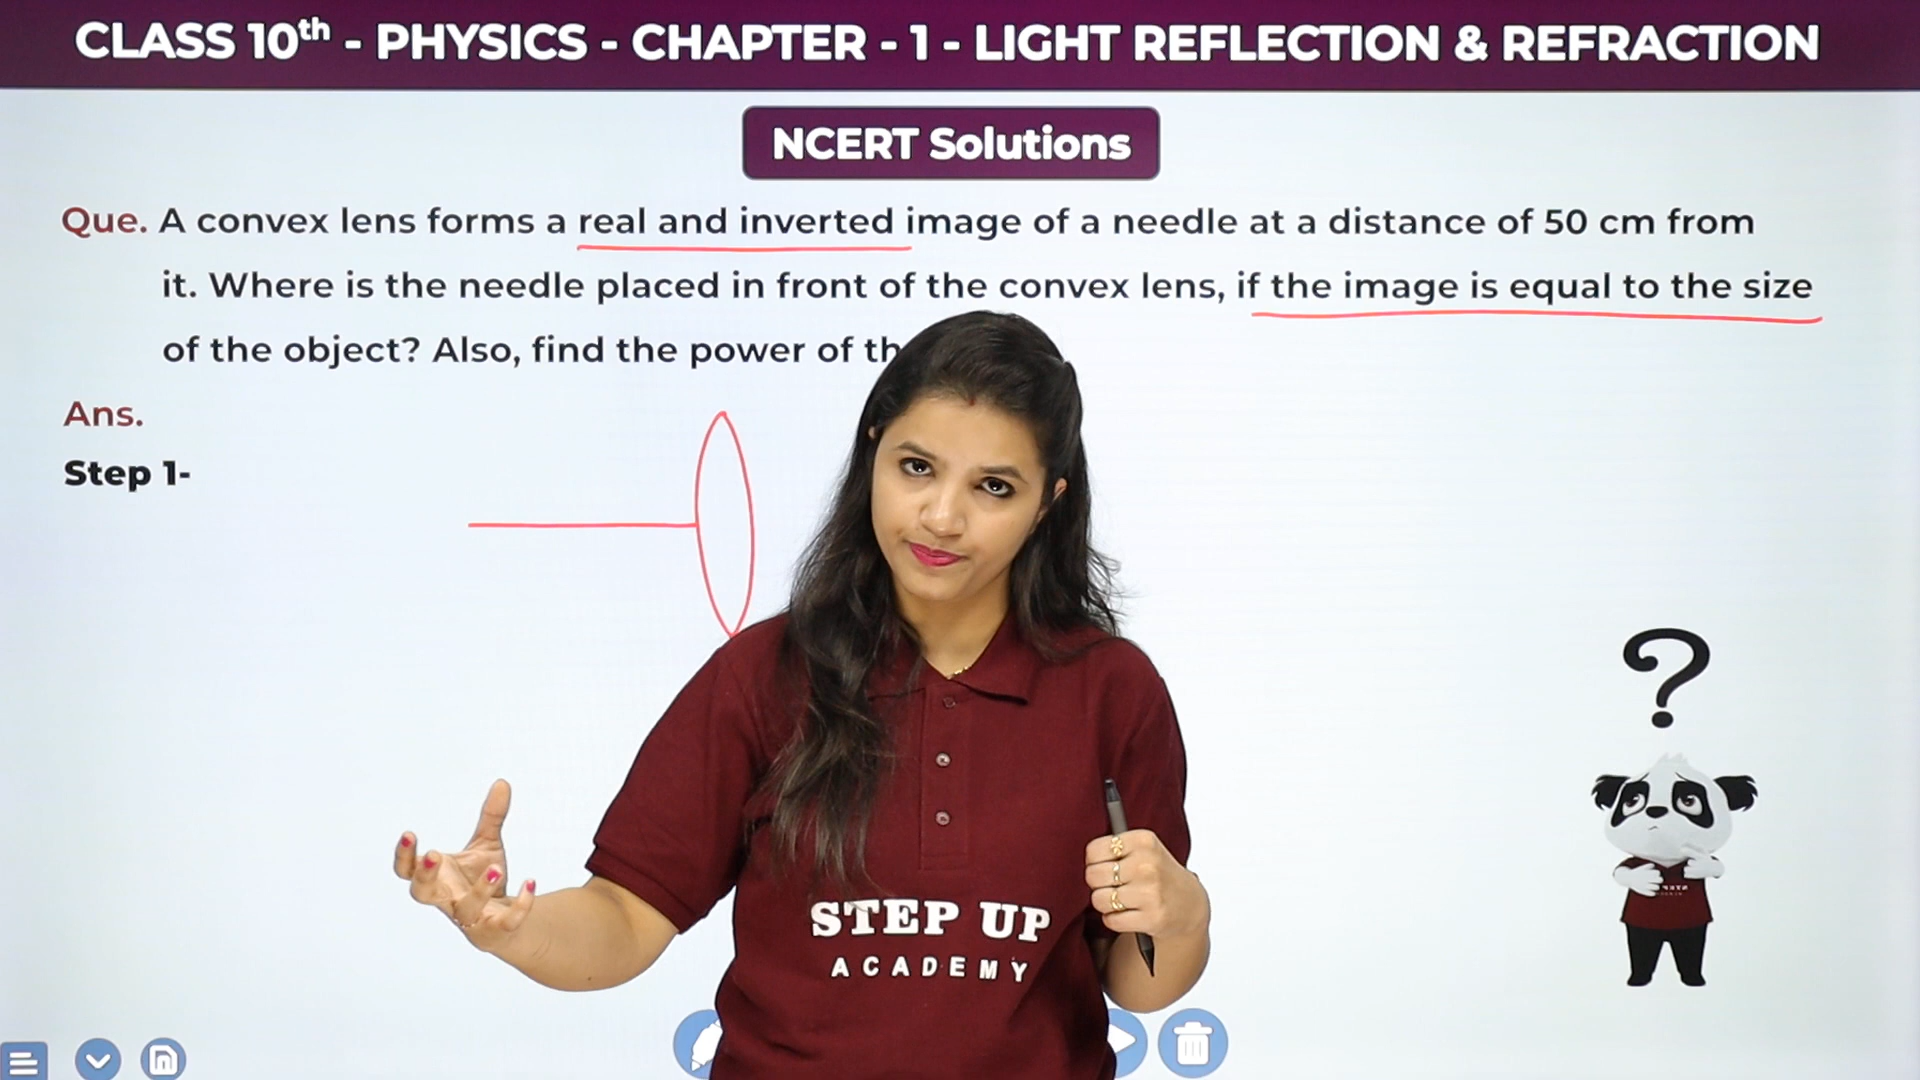 CLASS 10th - PHYSICS - CHAPTER - 1 - LIGHT REFLECTION & REFRACTION
NCERT Solutions
Que. A convex lens forms a real and inverted image of a needle at a distance of 50 cm from
it. Where is the needle placed in front of the convex lens, if the image is equal to the size
of the object? Also, find the power of th
Ans.
Step 1-
?
STEP UP
ACADEMY